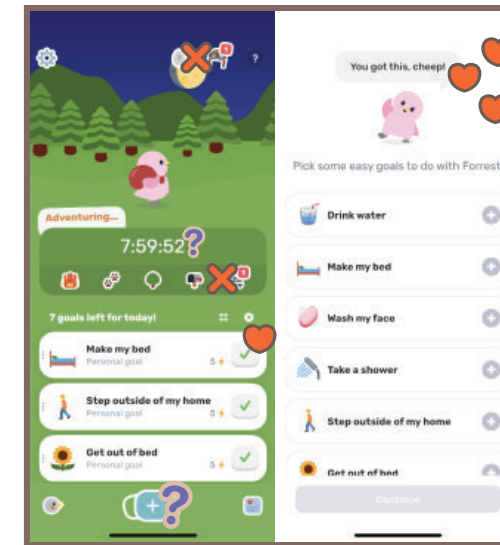 ?
Adventuring...
7:59:52
?
7 goals left for today!
Make my bed
Personal goal
5
Step outside of my home
Personal goal
5
Get out of bed
Personal goal
5
?
You got this, cheep!
Pick some easy goals to do with Forrest
Drink water
Make my bed
Wash my face
Take a shower
Step outside of my home
Get out of bed
Continue